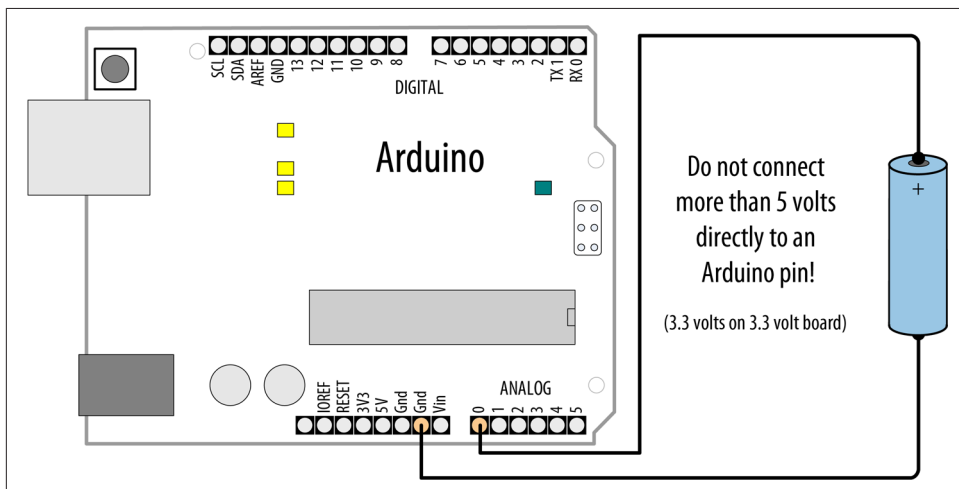 SCL
SDA
AREF
GND
13
12
11
10
9
8
7
6
5
4
3
2
TX 1
RX 0
DIGITAL
Arduino
Do not connect
more than 5 volts
directly to an
Arduino pin!
(3.3 volts on 3.3 volt board)
+
ANALOG
IOREF
RESET
3V3
5V
Gnd
Gnd
Vin
0
1
2
3
4
5